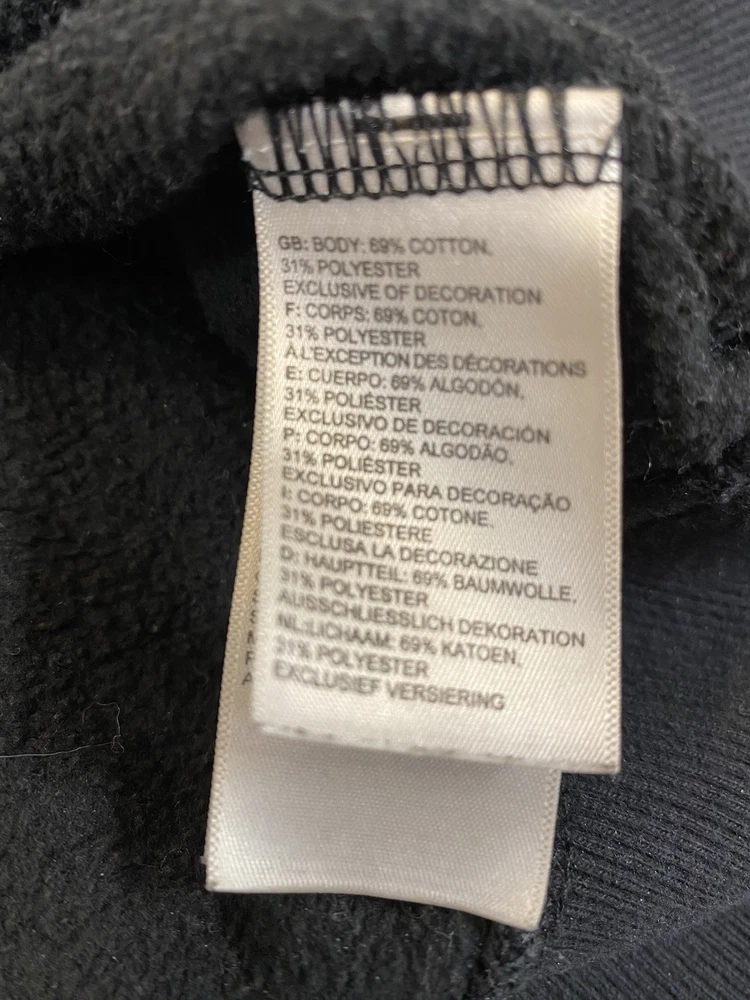 GB: BODY: 69% COTTON.
31% POLYESTER
EXCLUSIVE OF DECORATION
F: CORPS: 69% COTON.
31% POLYESTER
À L'EXCEPTION DES DÉCORATIONS
E: CUERPO: 69% ALGODÓN.
31% POLIÉSTER
EXCLUSIVO DE DECORACIÓN
P: CORPO: 69% ALGODÃO.
31% POLIÉSTER
EXCLUSIVO PARA DECORAÇÃO
I: CORPO: 69% COTONE.
31% POLIESTERE
ESCLUSA LA DECORAZIONE
D: HAUPTTEIL: 69% BAUMWOLLE.
31% POLYESTER
AUSSCHLIESSLICH DEKORATION
NL:LICHAAM: 69% KATOEN.
31% POLYESTER
EXCLUSIEF VERSIERING